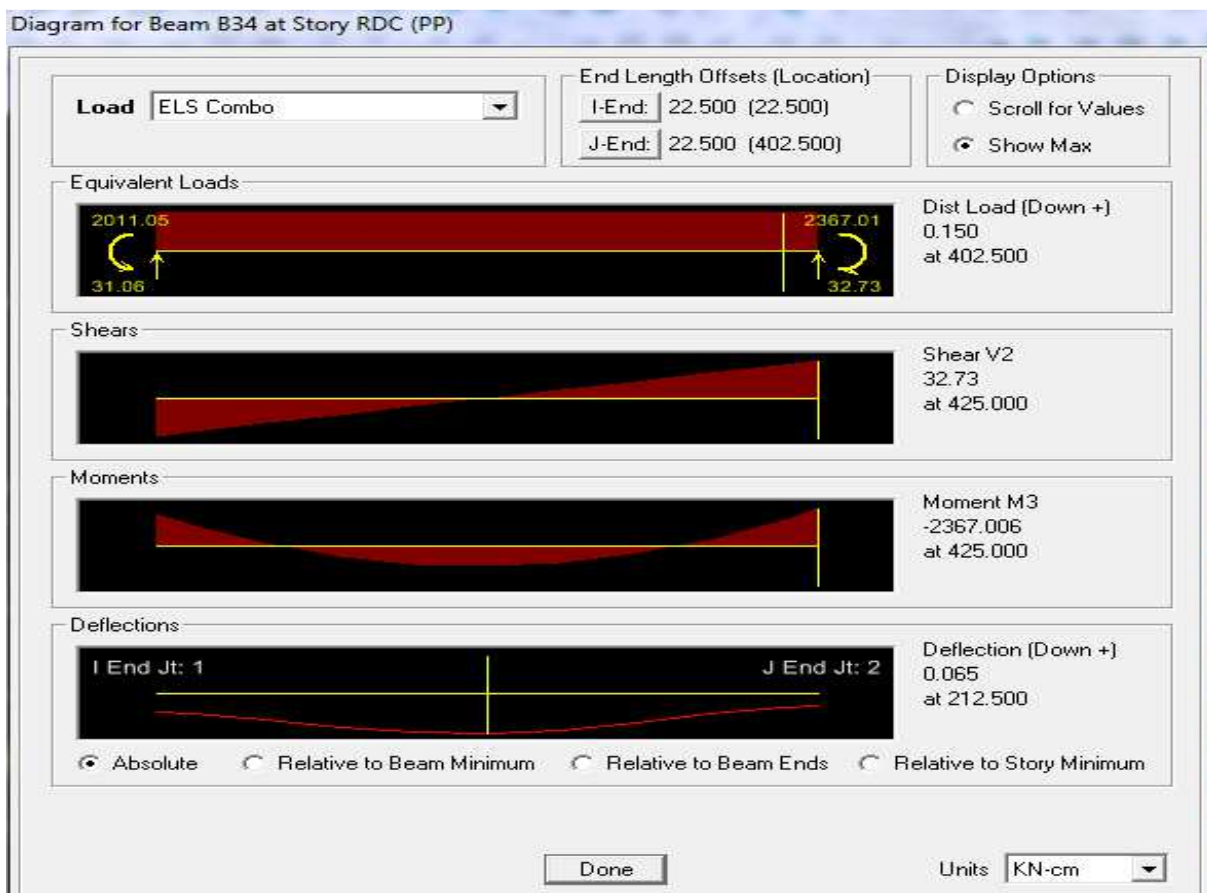 Diagram for Beam B34 at Story RDC (PP)
Load ELS Combo
End Length Offsets (Location)
I-End: 22.500 (22.500)
J-End: 22.500 (402.500)
Display Options
Scroll for Values
Show Max
Equivalent Loads
2011.05 2367.01
31.06 32.73
Dist Load (Down +)
0.150
at 402.500
Shears
Shear V2
32.73
at 425.000
Moments
Moment M3
-2367.006
at 425.000
Deflections
I End Jt: 1 J End Jt: 2
Deflection (Down +)
0.065
at 212.500
Absolute Relative to Beam Minimum Relative to Beam Ends Relative to Story Minimum
Done
Units KN-cm